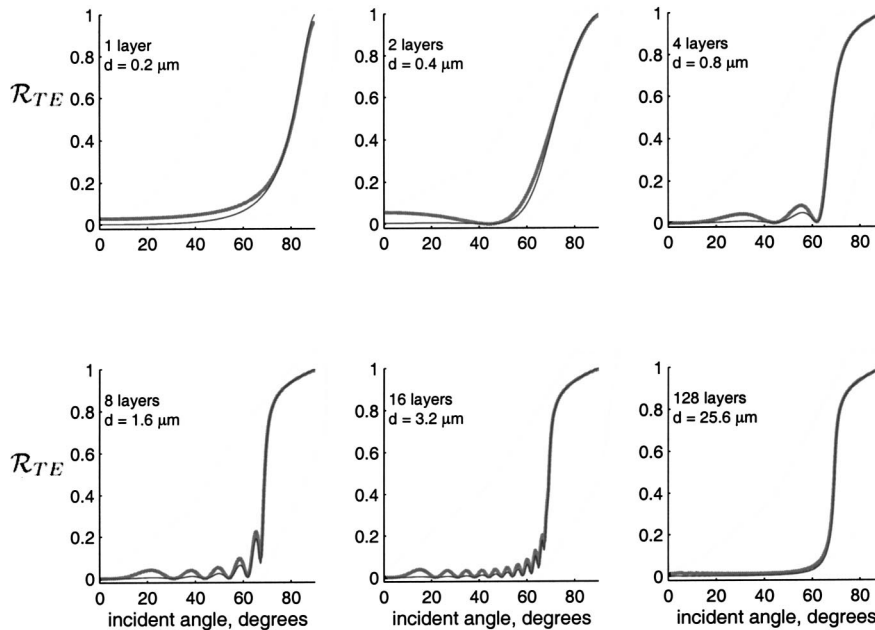 1 layer
d = 0.2 μm
R_TE
1
0.8
0.6
0.4
0.2
0
0 20 40 60 80
2 layers
d = 0.4 μm
1
0.8
0.6
0.4
0.2
0
0 20 40 60 80
4 layers
d = 0.8 μm
1
0.8
0.6
0.4
0.2
0
0 20 40 60 80
8 layers
d = 1.6 μm
R_TE
1
0.8
0.6
0.4
0.2
0
0 20 40 60 80
incident angle, degrees
16 layers
d = 3.2 μm
1
0.8
0.6
0.4
0.2
0
0 20 40 60 80
incident angle, degrees
128 layers
d = 25.6 μm
1
0.8
0.6
0.4
0.2
0
0 20 40 60 80
incident angle, degrees